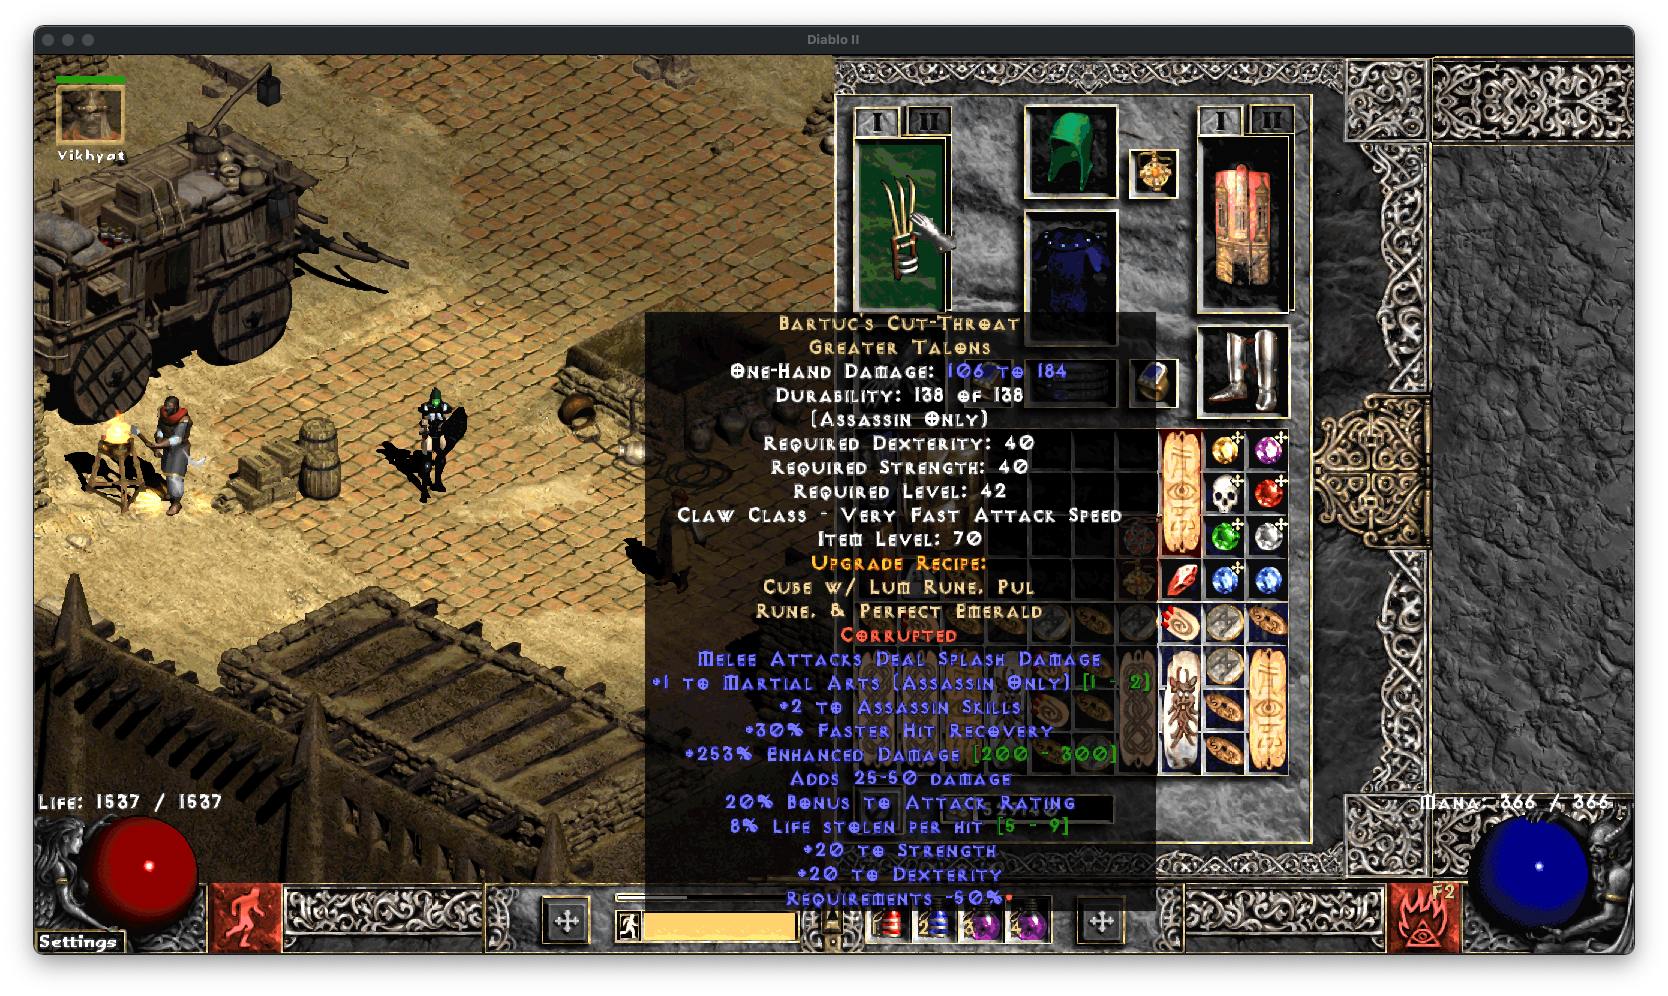 Diablo II
I II
I II
Vikhyat
Bartuc's Cut-Throat
Greater Talons
One-Hand Damage: 106 to 184
Durability: 138 of 138
(Assassin Only)
Required Dexterity: 40
Required Strength: 40
Required Level: 42
Claw Class - Very Fast Attack Speed
Item Level: 70
Upgrade Recipe:
Cube w/ Lum Rune, Pul
Rune, & Perfect Emerald
Corrupted
Melee Attacks Deal Splash Damage
+1 to Martial Arts (Assassin Only) [1 - 2]
+2 to Assassin Skills
+30% Faster Hit Recovery
+253% Enhanced Damage [200 - 300]
Adds 25-50 damage
20% Bonus to Attack Rating
8% Life stolen per hit [5 - 9]
+20 to Strength
+20 to Dexterity
Requirements -50%
Life: 1537 / 1537
Mana: 366 / 366
F2
2 3 4
Settings